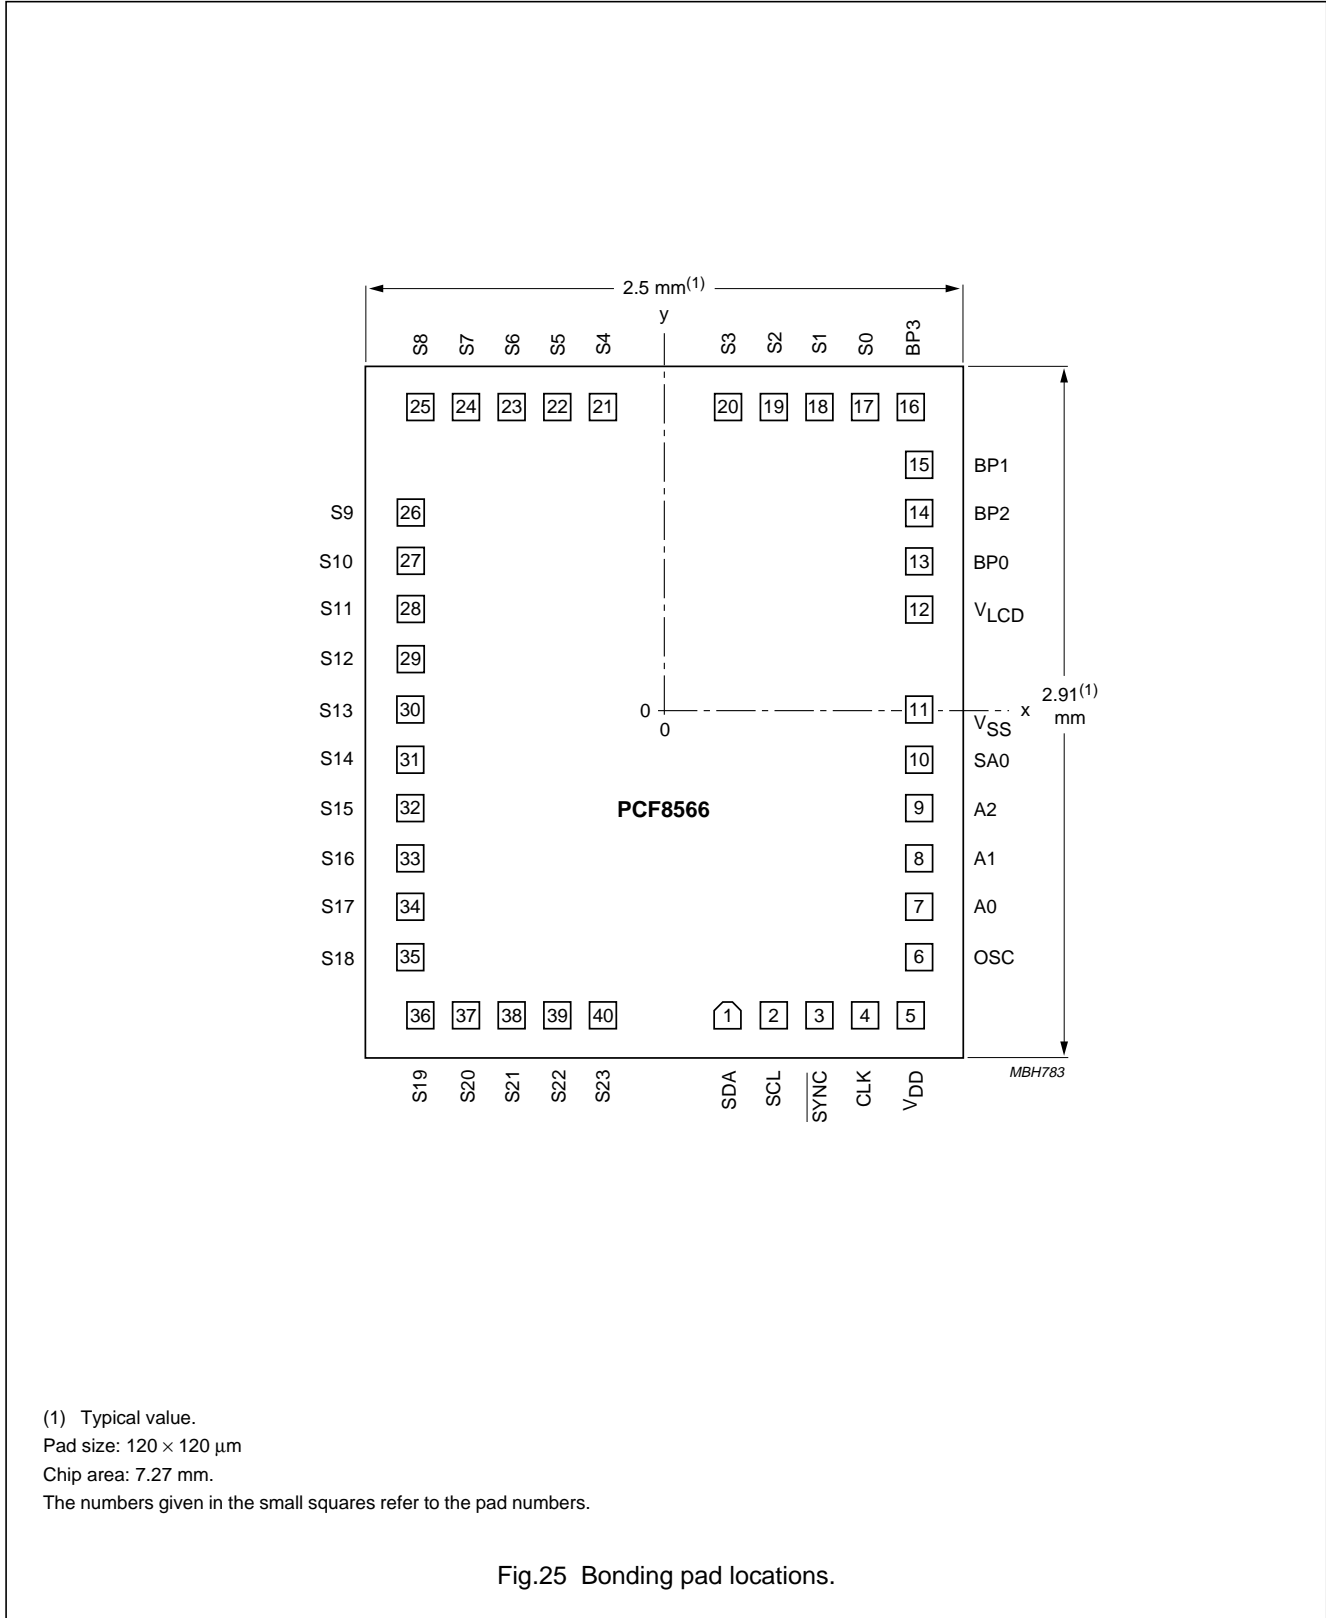 2.5 mm(1)
y
S8 S7 S6 S5 S4 S3 S2 S1 S0 BP3
25 24 23 22 21 20 19 18 17 16
15 BP1
S9 26 14 BP2
S10 27 13 BP0
S11 28 12 VLCD
S12 29
2.91(1)
mm
S13 30 0 11 x
0
VSS
S14 31 10 SA0
S15 32 PCF8566 9 A2
S16 33 8 A1
S17 34 7 A0
S18 35 6 OSC
36 37 38 39 40 1 2 3 4 5
S19 S20 S21 S22 S23 SDA SCL SYNC CLK VDD
MBH783
(1) Typical value.
Pad size: 120 × 120 μm
Chip area: 7.27 mm.
The numbers given in the small squares refer to the pad numbers.
Fig.25 Bonding pad locations.